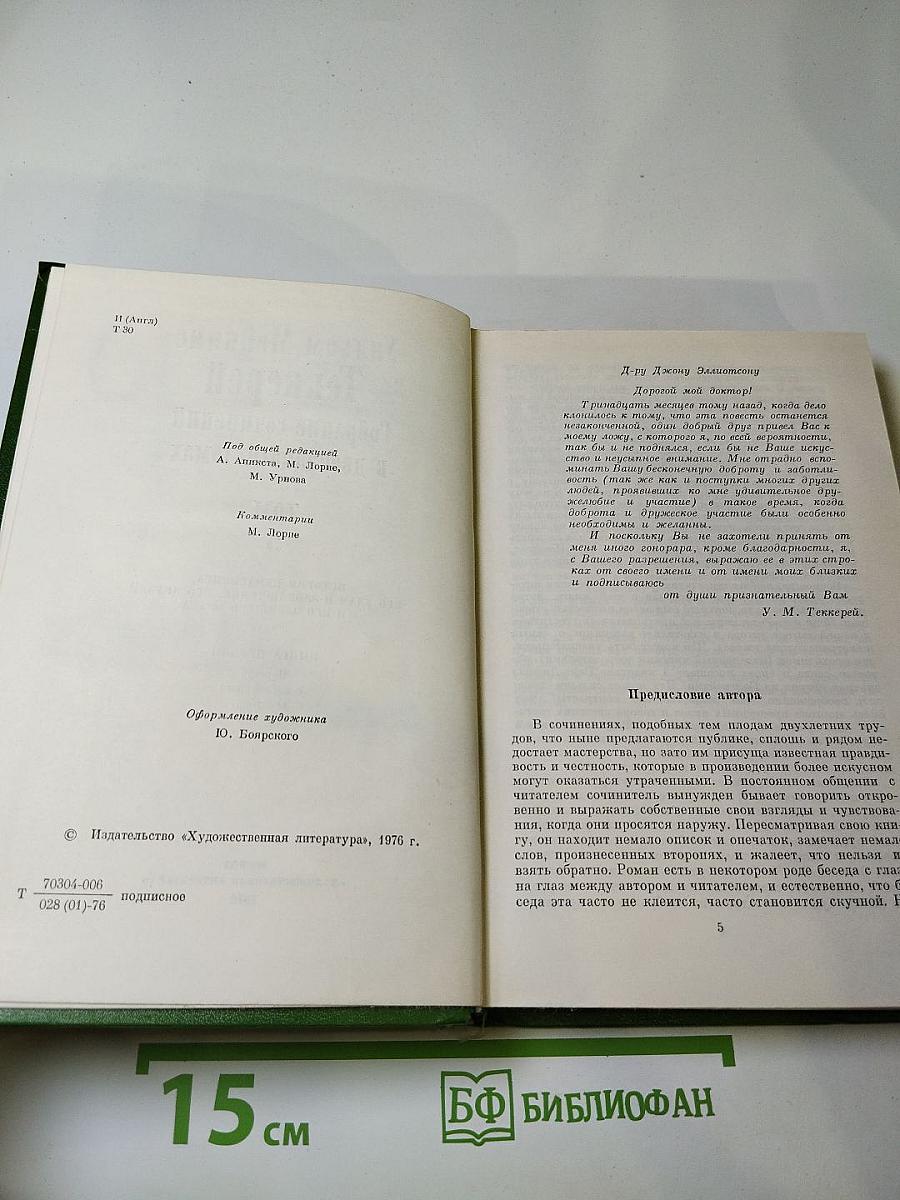 И (Англ)
Т 30
Под общей редакцией
А. Аникста, М. Лорие,
М. Урнова
Комментарии
М. Лорие
Оформление художника
Ю. Боярского
© Издательство «Художественная литература», 1976 г.
Т 70304-006
028 (01)-76 подписное
Д-ру Джону Эллиотсону
Дорогой мой доктор!
Тринадцать месяцев тому назад, когда дело
клонилось к тому, что эта повесть останется
незаконченной, один добрый друг привел Вас к
моему ложу, с которого я, по всей вероятности,
так бы и не поднялся, если бы не Ваше искус-
ство и неусыпное внимание. Мне отрадно вспо-
минать Вашу бесконечную доброту и заботли-
вость (так же как и поступки многих других
людей, проявивших ко мне удивительное дру-
желюбие и участие) в такое время, когда
доброта и дружеское участие были особенно
необходимы и желанны.
И поскольку Вы не захотели принять от
меня иного гонорара, кроме благодарности, я,
с Вашего разрешения, выражаю ее в этих стро-
ках от своего имени и от имени моих близких
и подписываюсь
от души признательный Вам
У. М. Теккерей.
Предисловие автора
В сочинениях, подобных тем плодам двухлетних тру-
дов, что ныне предлагаются публике, сплошь и рядом не-
достает мастерства, но зато им присуща известная правди-
вость и честность, которые в произведении более искусном
могут оказаться утраченными. В постоянном общении с
читателем сочинитель вынужден бывает говорить откро-
венно и выражать собственные свои взгляды и чувствова-
ния, когда они просятся наружу. Пересматривая свою кни-
гу, он находит немало описок и опечаток, замечает немало
слов, произнесенных второпях, и жалеет, что нельзя и
взять обратно. Роман есть в некотором роде беседа с глаз
на глаз между автором и читателем, и естественно, что б
седа эта часто не клеится, часто становится скучной. Н
5
15 см
БФ БИБЛИОФАН